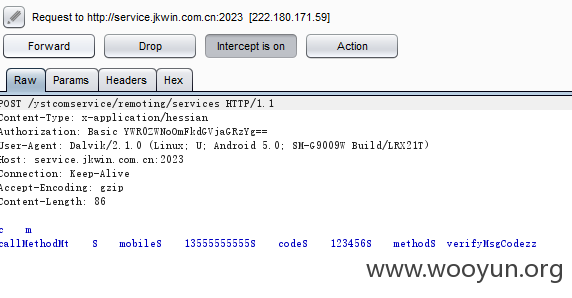 Request to http://service.jkwin.com.cn:2023 [222.180.171.59]
Forward Drop Intercept is on Action
Raw Params Headers Hex
POST /ystcomservice/remoting/services HTTP/1.1
Content-Type: x-application/hessian
Authorization: Basic YWR0ZWNoOmFkdGVjaGRzYg==
User-Agent: Dalvik/2.1.0 (Linux; U; Android 5.0; SM-G9009W Build/LRX21T)
Host: service.jkwin.com.cn:2023
Connection: Keep-Alive
Accept-Encoding: gzip
Content-Length: 86
c m
callMethodMt S mobileS 13555555555S codeS 123456S methodS verifyMsgCodezz
www.wooyun.org